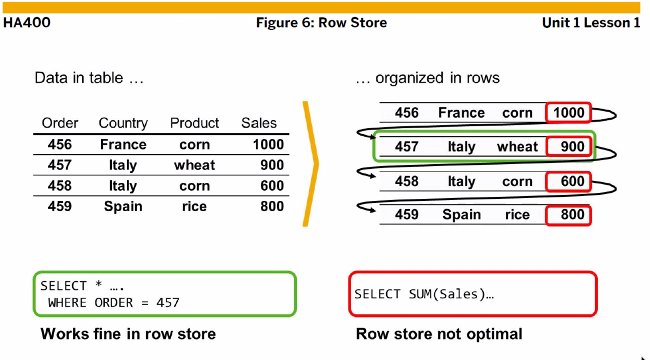 HA400 Figure 6: Row Store Unit 1 Lesson 1
Data in table …
Order Country Product Sales
456 France corn 1000
457 Italy wheat 900
458 Italy corn 600
459 Spain rice 800
… organized in rows
456 France corn 1000
457 Italy wheat 900
458 Italy corn 600
459 Spain rice 800
SELECT * ….
WHERE ORDER = 457
Works fine in row store
SELECT SUM(Sales)…
Row store not optimal